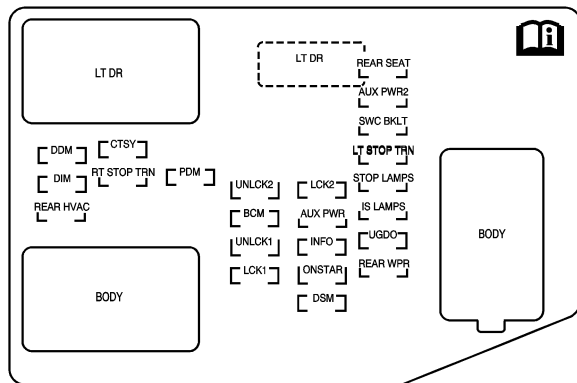 LT DR
LT DR
REAR SEAT
AUX PWR2
SWC BKLT
LT STOP TRN
STOP LAMPS
IS LAMPS
UGDO
REAR WPR
DDM
CTSY
DIM
RT STOP TRN
PDM
REAR HVAC
UNLCK2
LCK2
BCM
AUX PWR
UNLCK1
INFO
LCK1
ONSTAR
DSM
BODY
BODY
i